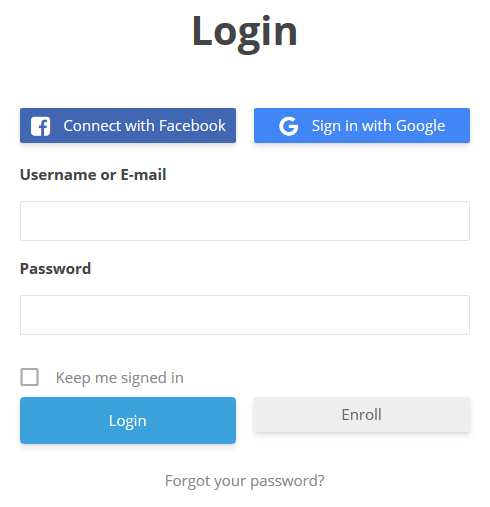 Login
Connect with Facebook
Sign in with Google
Username or E-mail
Password
Keep me signed in
Login
Enroll
Forgot your password?